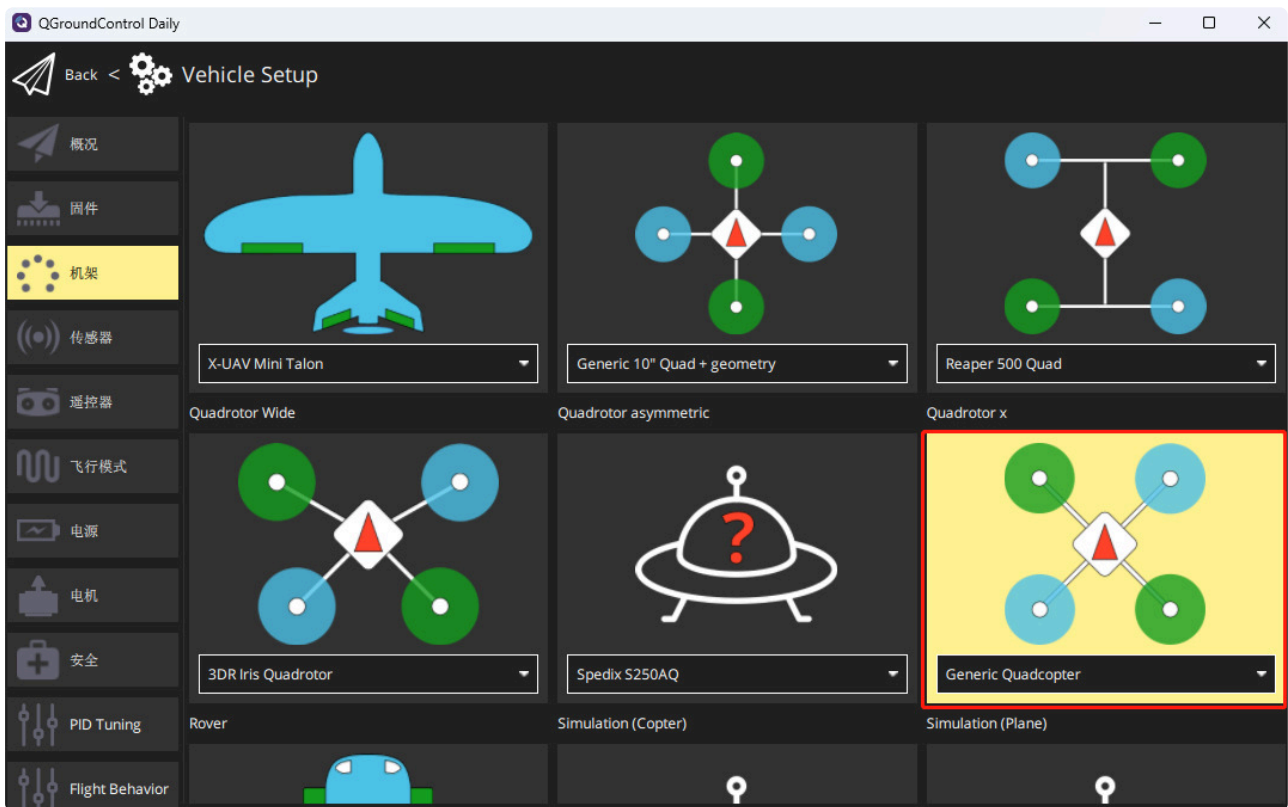 QGroundControl Daily
Back < Vehicle Setup
概况
固件
机架
传感器
遥控器
飞行模式
电源
电机
安全
PID Tuning
Flight Behavior
X-UAV Mini Talon
Generic 10" Quad + geometry
Reaper 500 Quad
Quadrotor Wide
Quadrotor asymmetric
Quadrotor x
?
3DR Iris Quadrotor
Spedix S250AQ
Generic Quadcopter
Rover
Simulation (Copter)
Simulation (Plane)